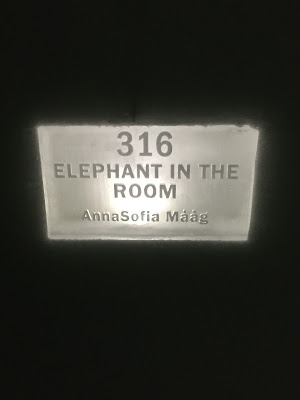 316
ELEPHANT IN THE
ROOM
AnnaSofia Mååg